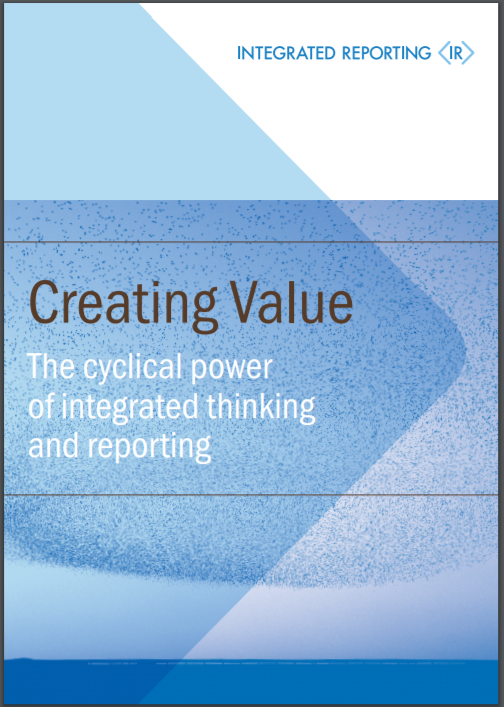 INTEGRATED REPORTING <IR>
Creating Value
The cyclical power
of integrated thinking
and reporting